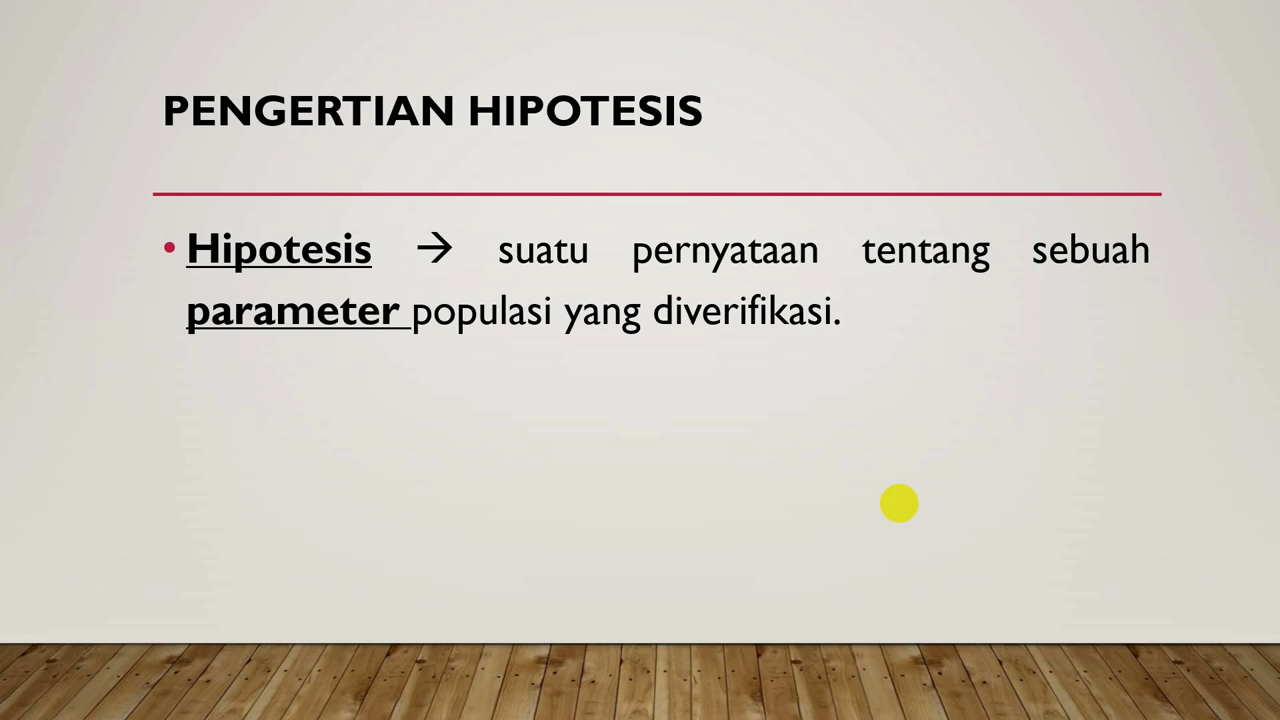 PENGERTIAN HIPOTESIS
• Hipotesis → suatu pernyataan tentang sebuah
parameter populasi yang diverifikasi.